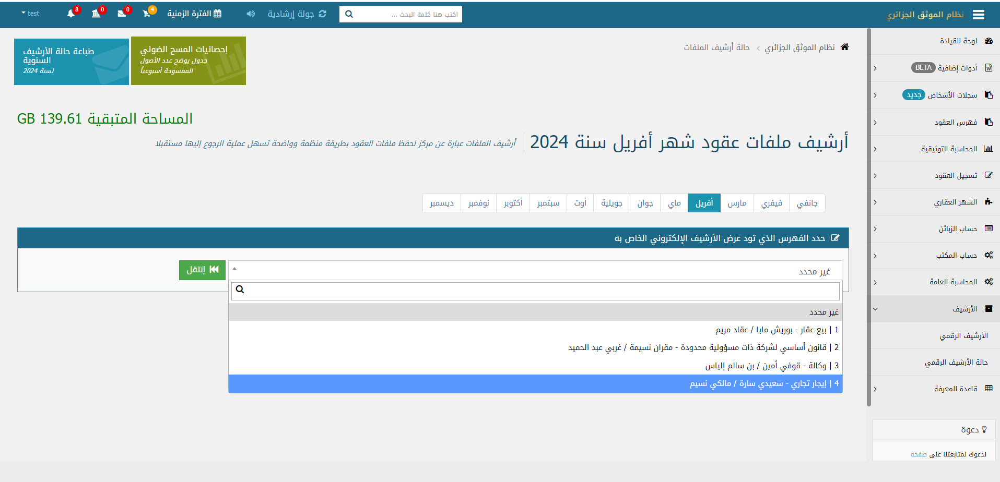 نظام الموثق الجزائري
اكتب هنا كلمة البحث ...
جولة إرشادية
الفترة الزمنية
4
0
0
8
test
لوحة القيادة
أدوات إضافية BETA
سجلات الأشخاص جديد
فهرس العقود
المحاسبة التوثيقية
تسجيل العقود
الشهر العقاري
حساب الزبائن
حساب المكتب
المحاسبة العامة
الأرشيف
الأرشيف الرقمي
حالة الأرشيف الرقمي
قاعدة المعرفة
دعوة
ندعوك لمتابعتنا على صفحة
نظام الموثق الجزائري > حالة أرشيف الملفات
إحصائيات المسح الضوئي
جدول يوضح عدد الأصول
الممسوحة أسبوعياً
طباعة حالة الأرشيف
السنوية
لسنة 2024
المساحة المتبقية 139.61 GB
أرشيف ملفات عقود شهر أفريل سنة 2024
أرشيف الملفات عبارة عن مركز لحفظ ملفات العقود بطريقة منظمة وواضحة تسهل عملية الرجوع إليها مستقبلا
جانفي فيفري مارس أفريل ماي جوان جويلية أوت سبتمبر أكتوبر نوفمبر ديسمبر
حدد الفهرس الذي تود عرض الأرشيف الإلكتروني الخاص به
غير محدد
إنتقل
غير محدد
1 | بيع عقار - بوريش مايا / عقاد مريم
2 | قانون أساسي لشركة ذات مسؤولية محدودة - مقران نسيمة / غربي عبد الحميد
3 | وكالة - قوفي أمين / بن سالم إلياس
4 | إيجار تجاري - سعيدي سارة / مالكي نسيم